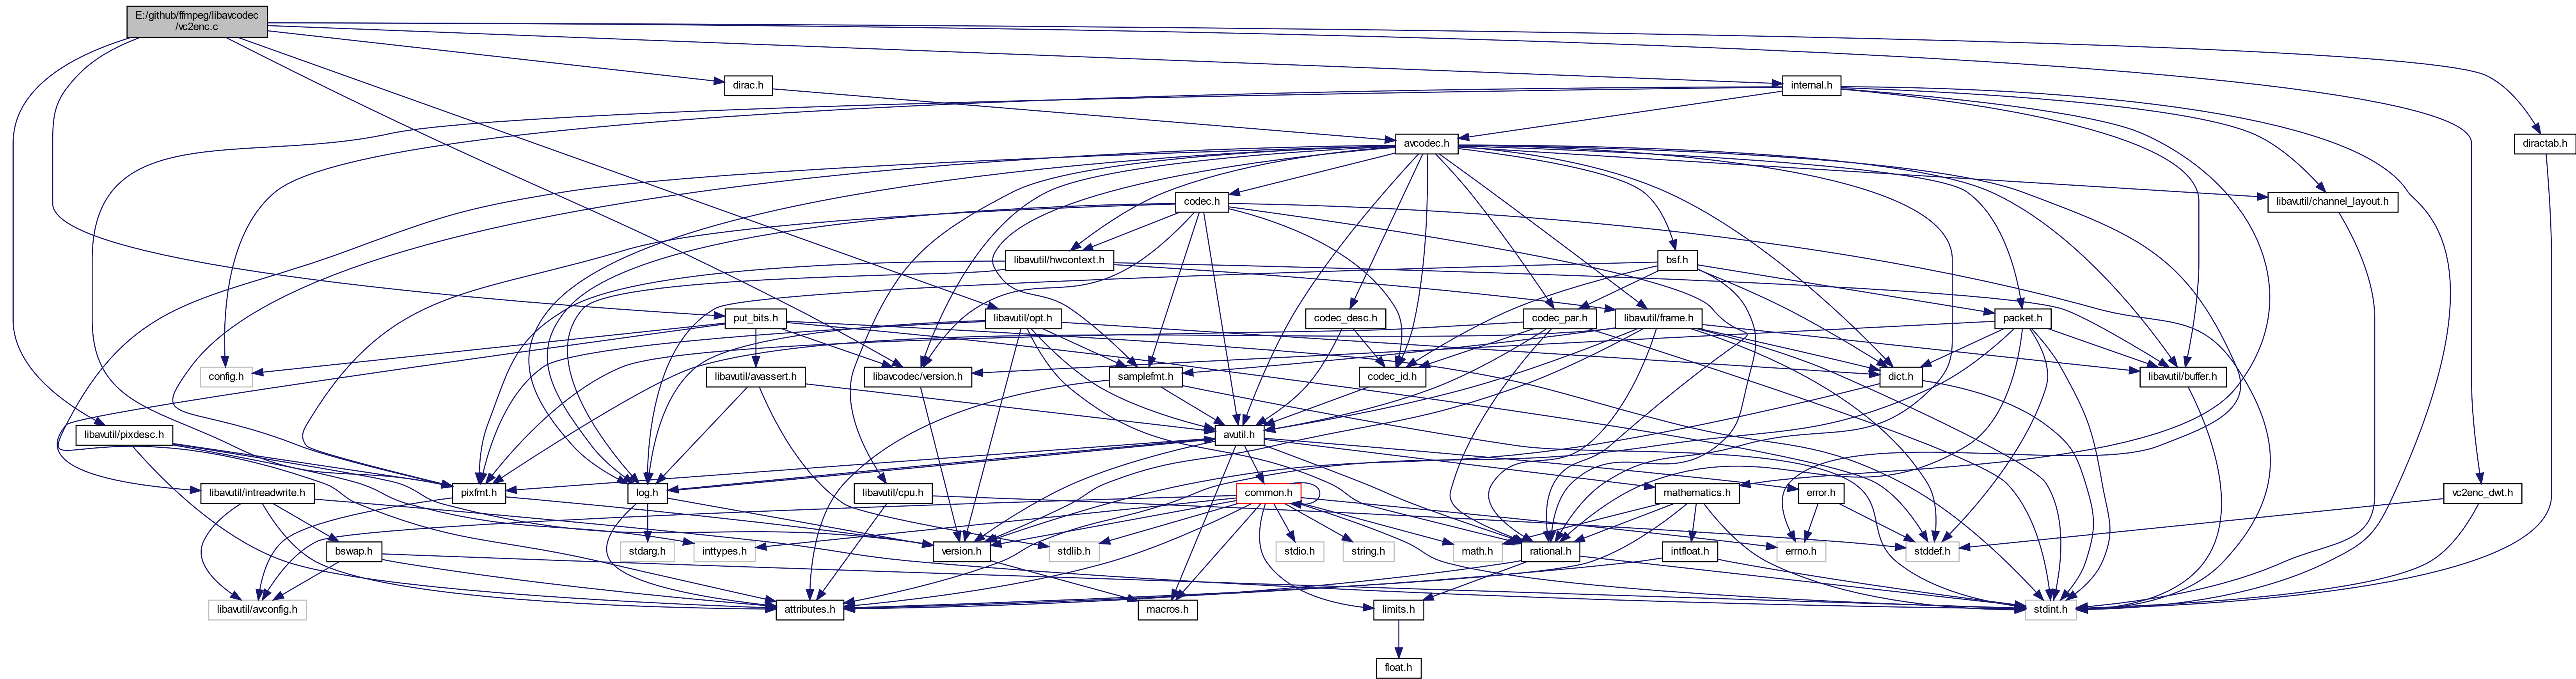 E:/github/ffmpeg/libavcodec
/vc2enc.c
dirac.h
internal.h
avcodec.h
diractab.h
codec.h
libavutil/channel_layout.h
libavutil/hwcontext.h
bsf.h
put_bits.h
libavutil/opt.h
codec_desc.h
codec_par.h
libavutil/frame.h
packet.h
config.h
libavutil/avassert.h
libavcodec/version.h
samplefmt.h
codec_id.h
dict.h
libavutil/buffer.h
libavutil/pixdesc.h
avutil.h
libavutil/intreadwrite.h
pixfmt.h
log.h
libavutil/cpu.h
common.h
mathematics.h
error.h
vc2enc_dwt.h
bswap.h
stdarg.h
inttypes.h
version.h
stdlib.h
stdio.h
string.h
math.h
rational.h
intfloat.h
errno.h
stddef.h
libavutil/avconfig.h
attributes.h
macros.h
limits.h
stdint.h
float.h